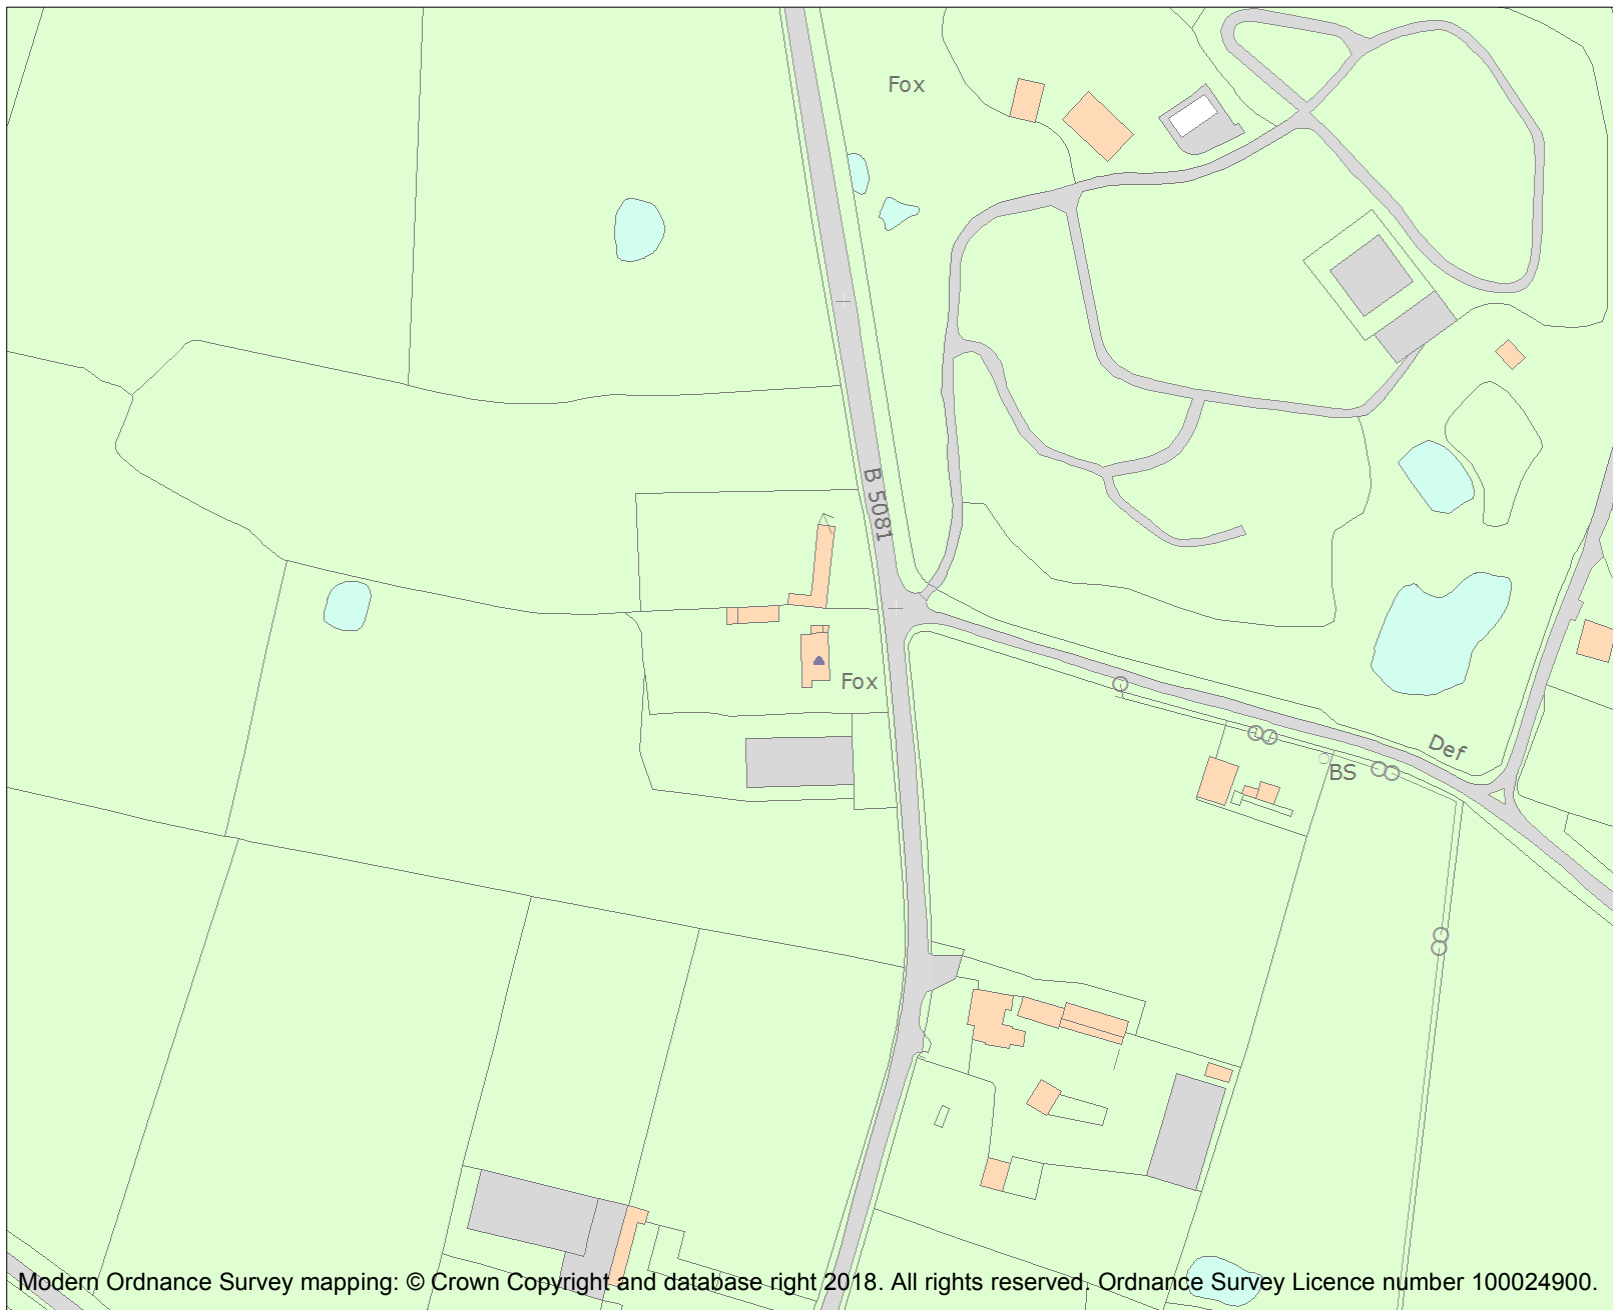 Fox
B 5081
Fox
Def
BS
Modern Ordnance Survey mapping: © Crown Copyright and database right 2018. All rights reserved. Ordnance Survey Licence number 100024900.